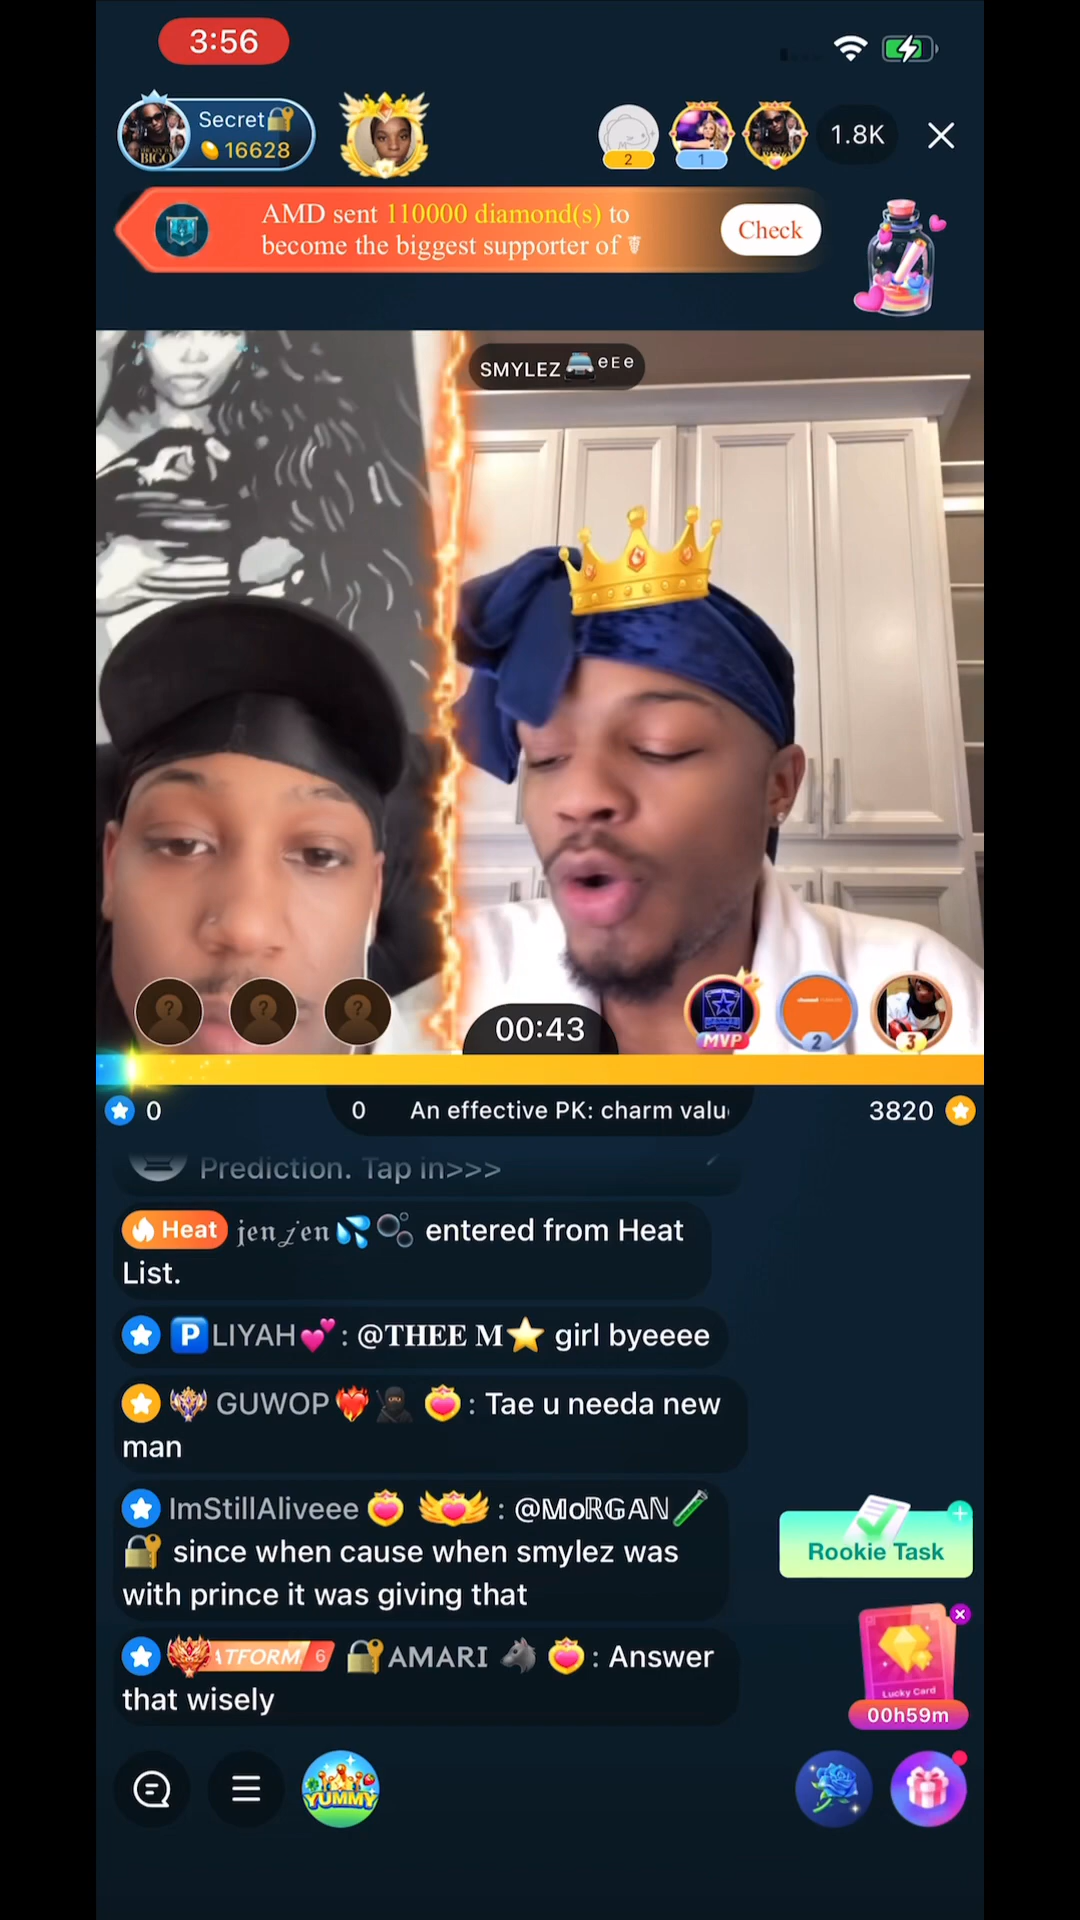 3:56
Secret🔐
16628
BIGO
2
1
1.8K
AMD sent 110000 diamond(s) to
become the biggest supporter of
Check
SMYLEZ🚔ᵉᴱᵉ
00:43
MVP
2
3
0
0
An effective PK: charm valu
3820
Prediction. Tap in>>>
Heat 𝔧𝔢𝔫𝒿𝔢𝔫💦🫧 entered from Heat
List.
🅿️LIYAH💕: @𝐓𝐇𝐄𝐄 𝐌⭐ girl byeeee
GUWOP❤️‍🔥🥷🏿 : Tae u needa new
man
ImStillAliveee : @𝕄𝕠ℝ𝔾𝔸ℕ🧪
🔐 since when cause when smylez was
with prince it was giving that
ATFORM 6 🔐AMARI 🐺 : Answer
that wisely
Rookie Task
Lucky Card
00h59m
YUMMY